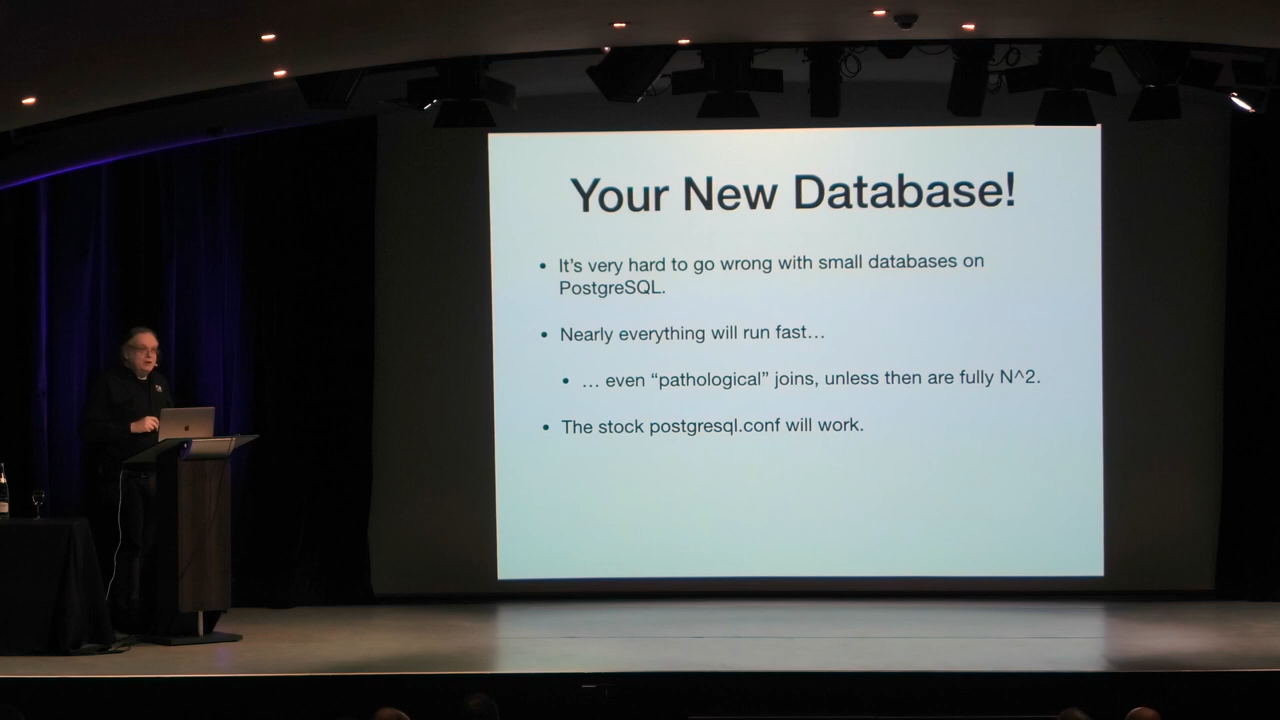 Your New Database!
• It's very hard to go wrong with small databases on
PostgreSQL.
• Nearly everything will run fast…
• … even “pathological” joins, unless then are fully N^2.
• The stock postgresql.conf will work.